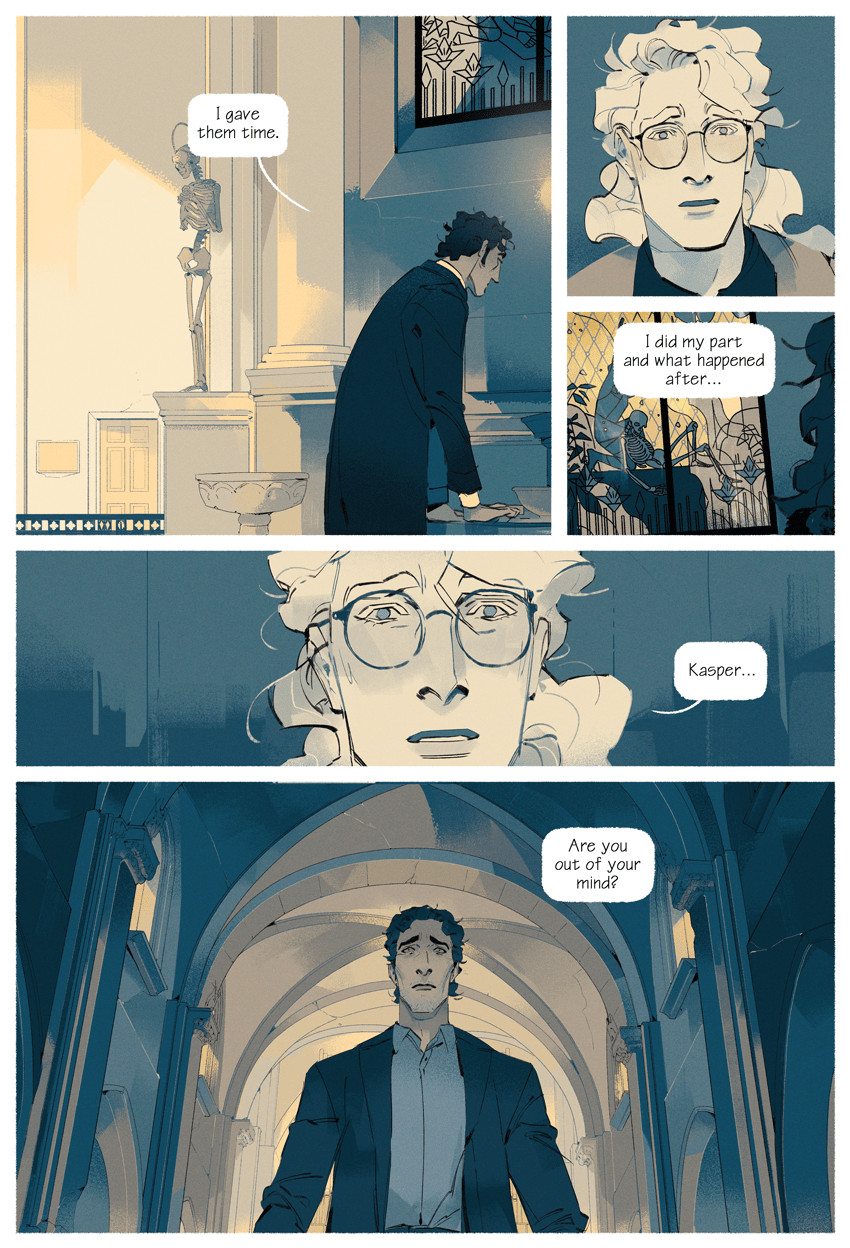 I gave
them time.
I did my part
and what happened
after...
Kasper...
Are you
out of your
mind?